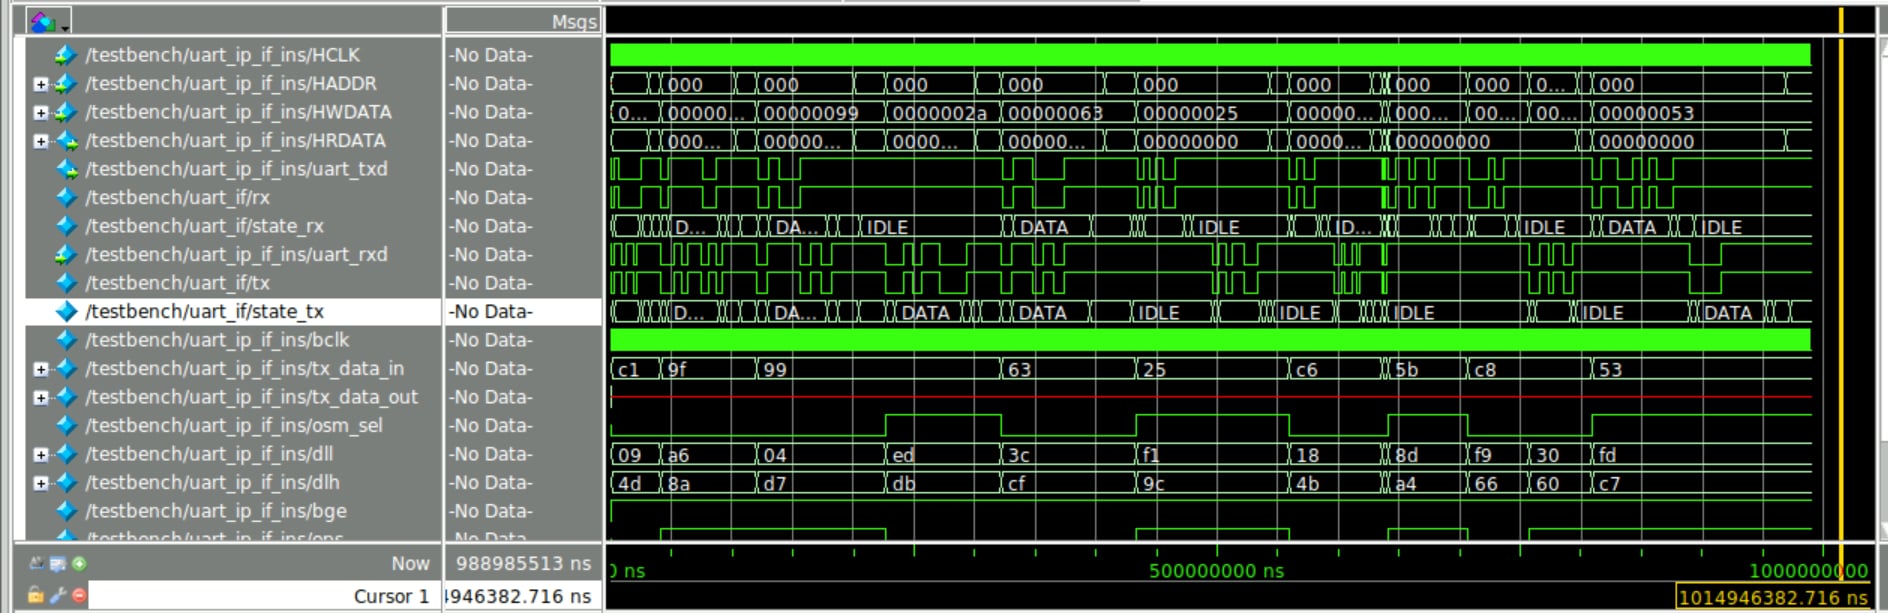 Msgs
/testbench/uart_ip_if_ins/HCLK -No Data-
/testbench/uart_ip_if_ins/HADDR -No Data- 000 000 000 000 000 000 000 000 0... 000
/testbench/uart_ip_if_ins/HWDATA -No Data- 0... 00000... 00000099 0000002a 00000063 00000025 00000... 000... 00... 00... 00000053
/testbench/uart_ip_if_ins/HRDATA -No Data- 000... 00000... 0000... 00000... 00000000 0000... 00000000 00000000
/testbench/uart_ip_if_ins/uart_txd -No Data-
/testbench/uart_if/rx -No Data-
/testbench/uart_if/state_rx -No Data- D... DA... IDLE DATA IDLE ID... IDLE DATA IDLE
/testbench/uart_ip_if_ins/uart_rxd -No Data-
/testbench/uart_if/tx -No Data-
/testbench/uart_if/state_tx -No Data- D... DA... DATA DATA IDLE IDLE IDLE IDLE DATA
/testbench/uart_ip_if_ins/bclk -No Data-
/testbench/uart_ip_if_ins/tx_data_in -No Data- c1 9f 99 63 25 c6 5b c8 53
/testbench/uart_ip_if_ins/tx_data_out -No Data-
/testbench/uart_ip_if_ins/osm_sel -No Data-
/testbench/uart_ip_if_ins/dll -No Data- 09 a6 04 ed 3c f1 18 8d f9 30 fd
/testbench/uart_ip_if_ins/dlh -No Data- 4d 8a d7 db cf 9c 4b a4 66 60 c7
/testbench/uart_ip_if_ins/bge -No Data-
Now 988985513 ns 0 ns 500000000 ns 1000000000
Cursor 1 4946382.716 ns 1014946382.716 ns